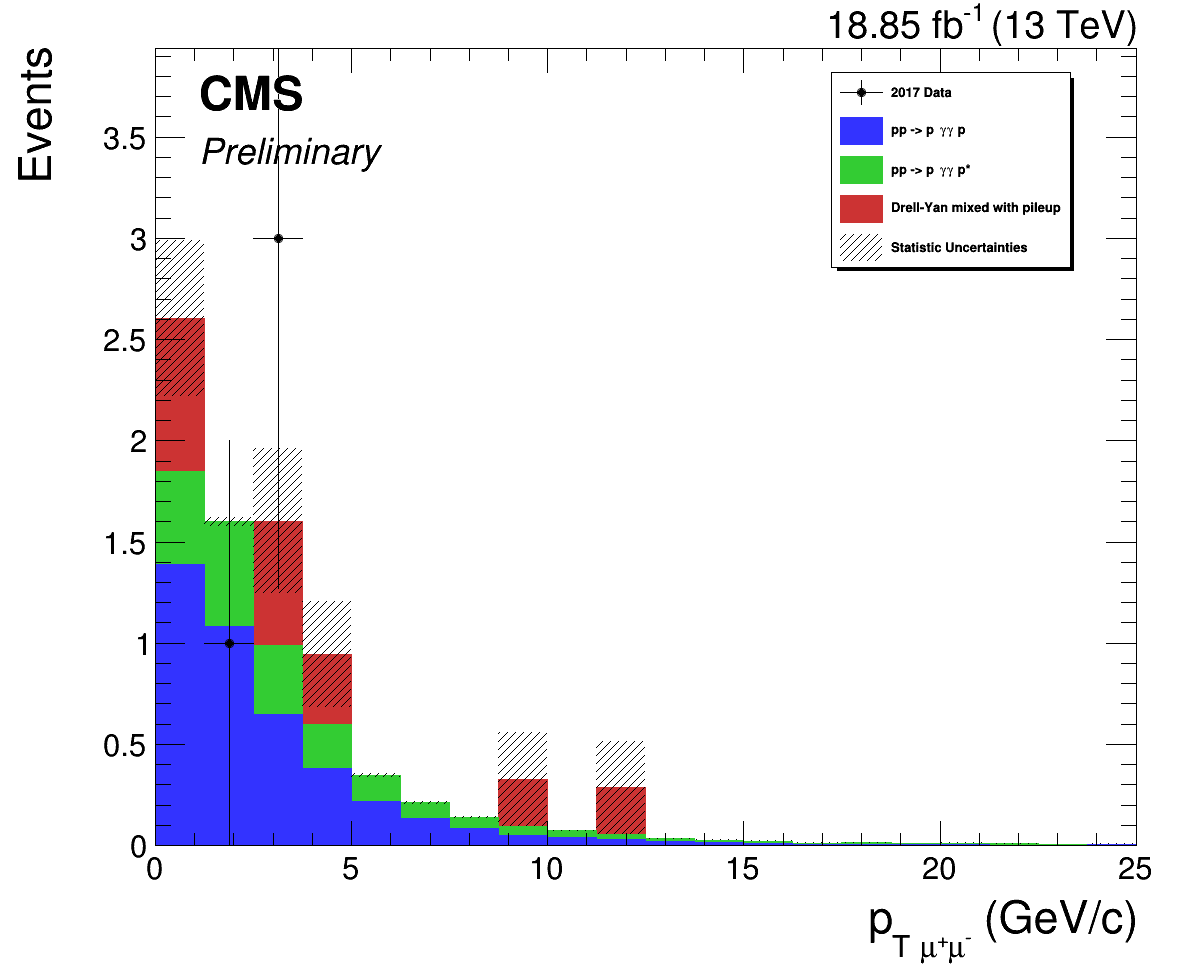 18.85 fb⁻¹ (13 TeV)
Events
CMS
Preliminary
2017 Data
pp -> p γγ p
pp -> p γγ p*
Drell-Yan mixed with pileup
Statistic Uncertainties
3.5
3
2.5
2
1.5
1
0.5
0
0 5 10 15 20 25
p_T μ⁺μ⁻ (GeV/c)